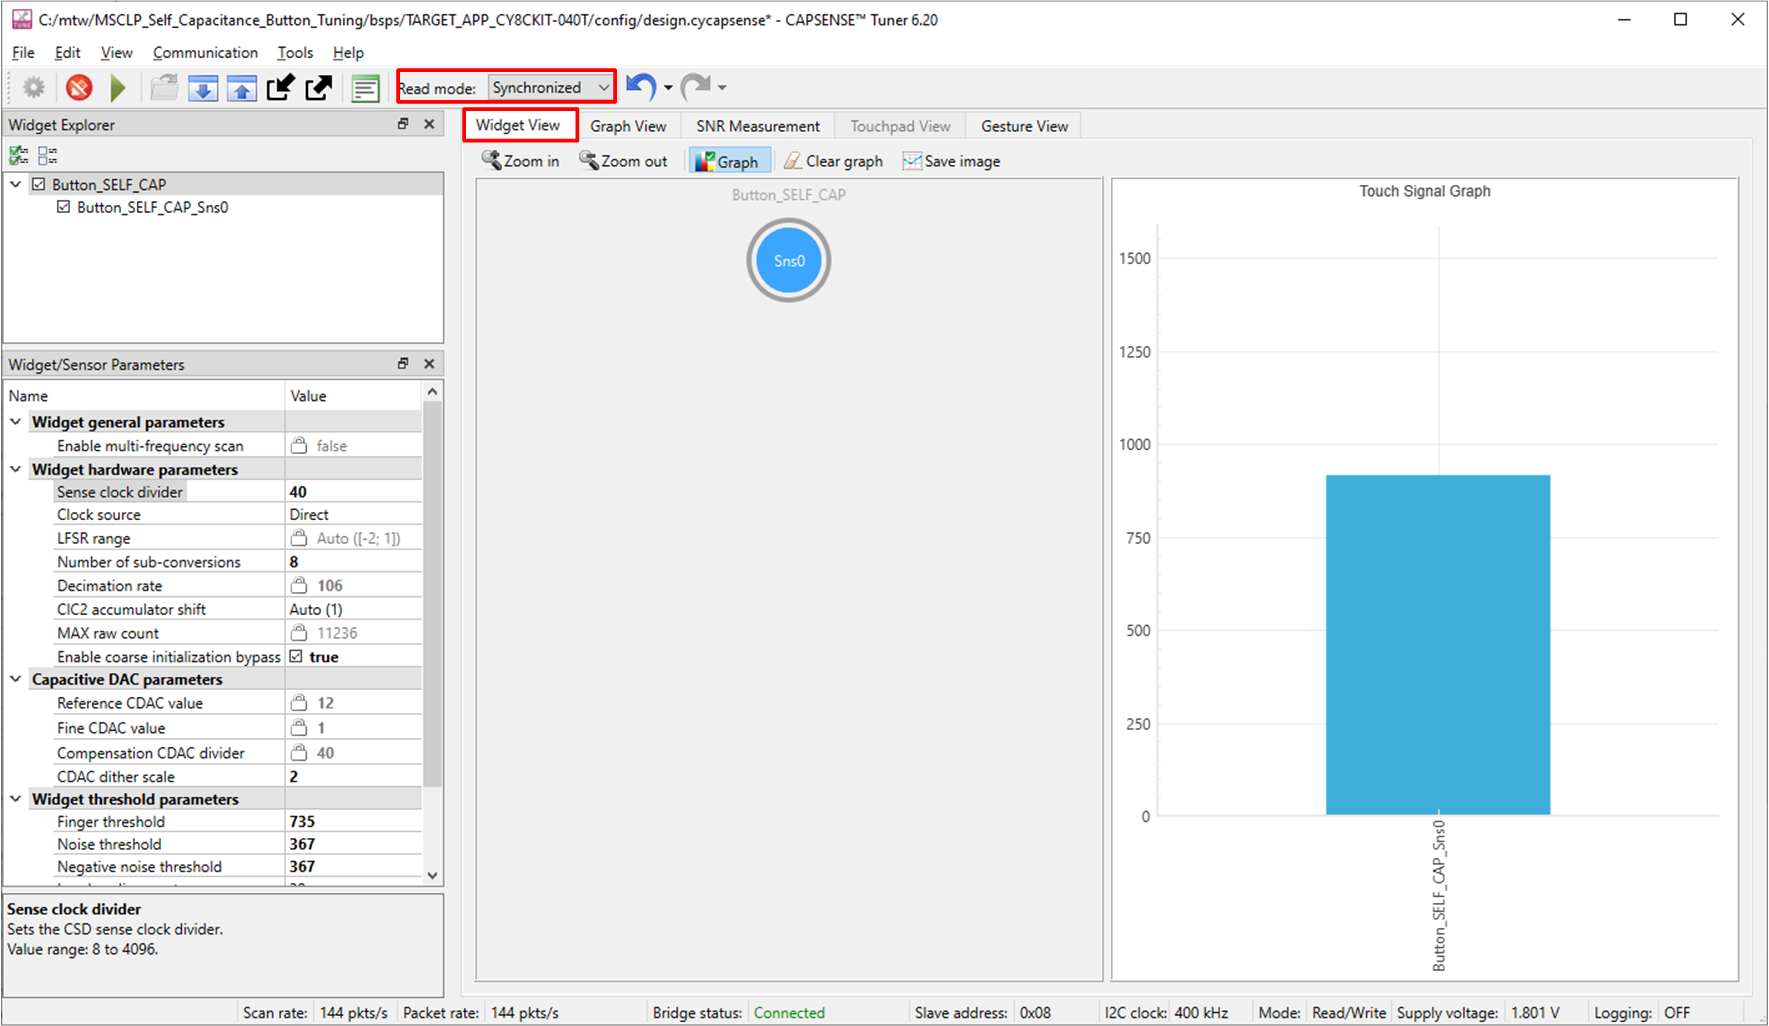 C:/mtw/MSCLP_Self_Capacitance_Button_Tuning/bsps/TARGET_APP_CY8CKIT-040T/config/design.cycapsense* - CAPSENSE™ Tuner 6.20
File Edit View Communication Tools Help
Read mode: Synchronized
Widget Explorer
Button_SELF_CAP
Button_SELF_CAP_Sns0
Widget/Sensor Parameters
Name Value
Widget general parameters
Enable multi-frequency scan false
Widget hardware parameters
Sense clock divider 40
Clock source Direct
LFSR range Auto ([-2; 1])
Number of sub-conversions 8
Decimation rate 106
CIC2 accumulator shift Auto (1)
MAX raw count 11236
Enable coarse initialization bypass true
Capacitive DAC parameters
Reference CDAC value 12
Fine CDAC value 1
Compensation CDAC divider 40
CDAC dither scale 2
Widget threshold parameters
Finger threshold 735
Noise threshold 367
Negative noise threshold 367
Sense clock divider
Sets the CSD sense clock divider.
Value range: 8 to 4096.
Widget View Graph View SNR Measurement Touchpad View Gesture View
Zoom in Zoom out Graph Clear graph Save image
Button_SELF_CAP
Sns0
Touch Signal Graph
1500
1250
1000
750
500
250
0
Button_SELF_CAP_Sns0
Scan rate: 144 pkts/s Packet rate: 144 pkts/s Bridge status: Connected Slave address: 0x08 I2C clock: 400 kHz Mode: Read/Write Supply voltage: 1.801 V Logging: OFF